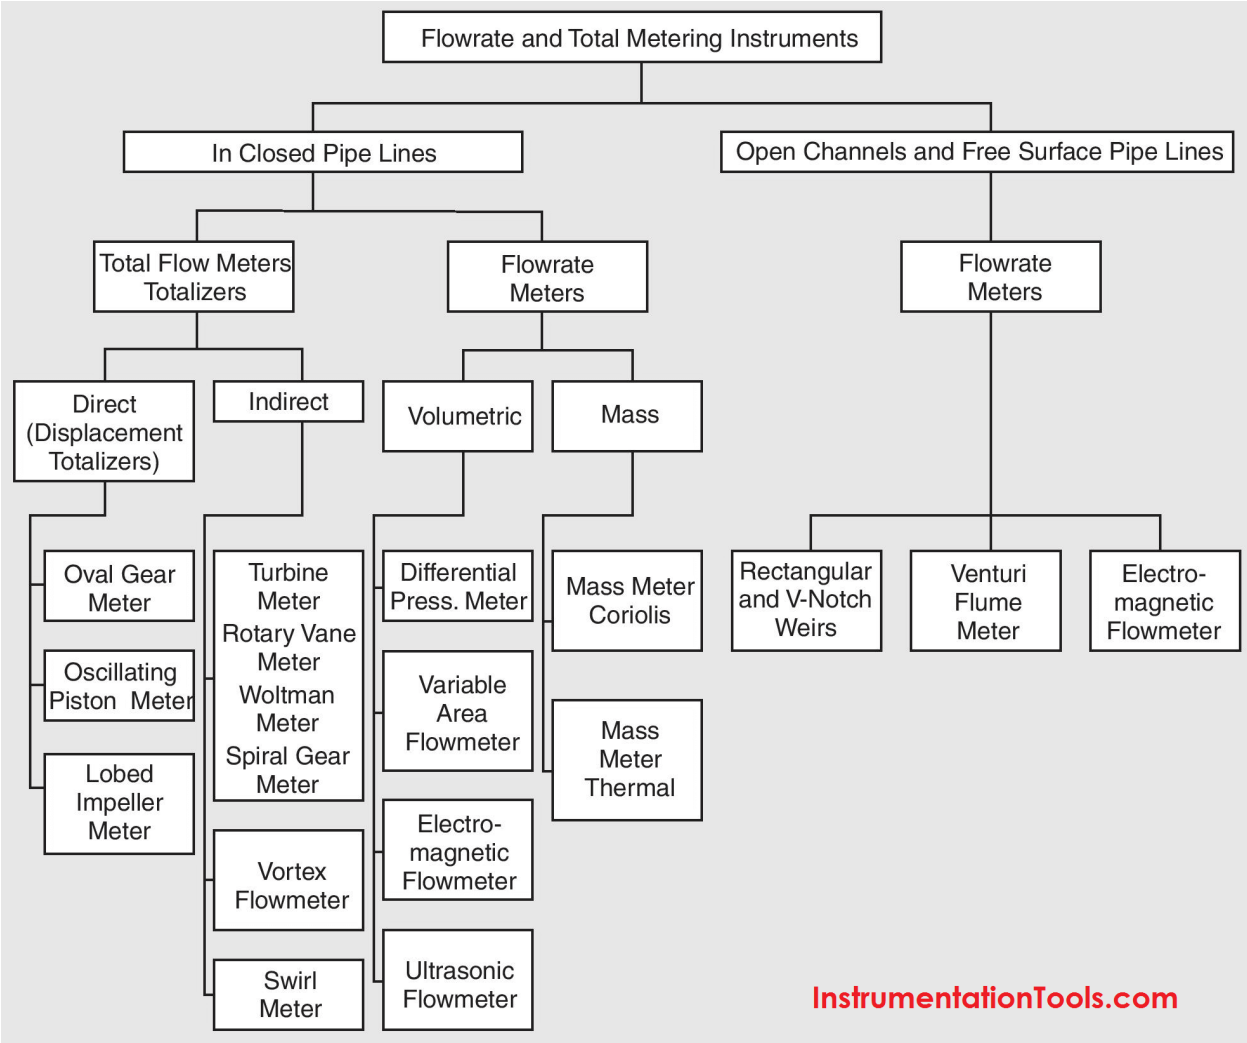 Flowrate and Total Metering Instruments
In Closed Pipe Lines
Open Channels and Free Surface Pipe Lines
Total Flow Meters
Totalizers
Flowrate
Meters
Flowrate
Meters
Direct
(Displacement
Totalizers)
Indirect
Volumetric
Mass
Oval Gear
Meter
Oscillating
Piston Meter
Lobed
Impeller
Meter
Turbine
Meter
Rotary Vane
Meter
Woltman
Meter
Spiral Gear
Meter
Vortex
Flowmeter
Swirl
Meter
Differential
Press. Meter
Variable
Area
Flowmeter
Electro-
magnetic
Flowmeter
Ultrasonic
Flowmeter
Mass Meter
Coriolis
Mass
Meter
Thermal
Rectangular
and V-Notch
Weirs
Venturi
Flume
Meter
Electro-
magnetic
Flowmeter
InstrumentationTools.com